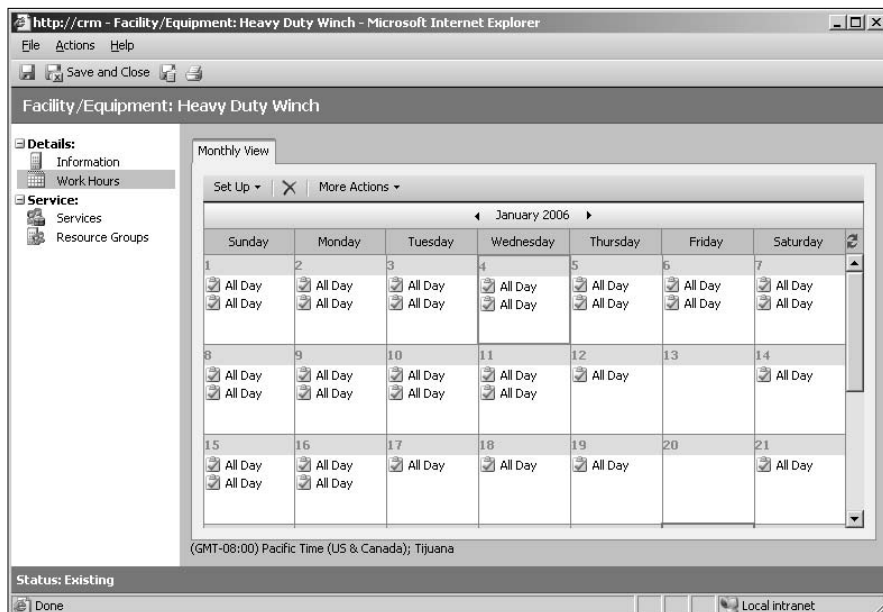 http://crm - Facility/Equipment: Heavy Duty Winch - Microsoft Internet Explorer
File Actions Help
Save and Close
Facility/Equipment: Heavy Duty Winch
Details:
Information
Work Hours
Service:
Services
Resource Groups
Monthly View
Set Up More Actions
January 2006
Sunday Monday Tuesday Wednesday Thursday Friday Saturday
1 2 3 4 5 6 7
All Day All Day All Day All Day All Day All Day All Day
All Day All Day All Day All Day All Day All Day All Day
8 9 10 11 12 13 14
All Day All Day All Day All Day All Day All Day
All Day All Day All Day All Day
15 16 17 18 19 20 21
All Day All Day All Day All Day All Day All Day
All Day All Day
(GMT-08:00) Pacific Time (US & Canada); Tijuana
Status: Existing
Done Local intranet